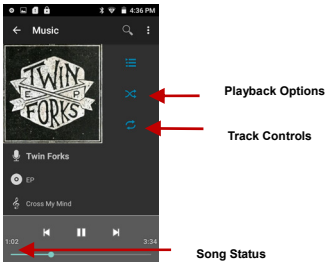 4:36 PM
Music
TWIN
E P
FORKS
Playback Options
Track Controls
Twin Forks
EP
Cross My Mind
1:02
3:34
Song Status